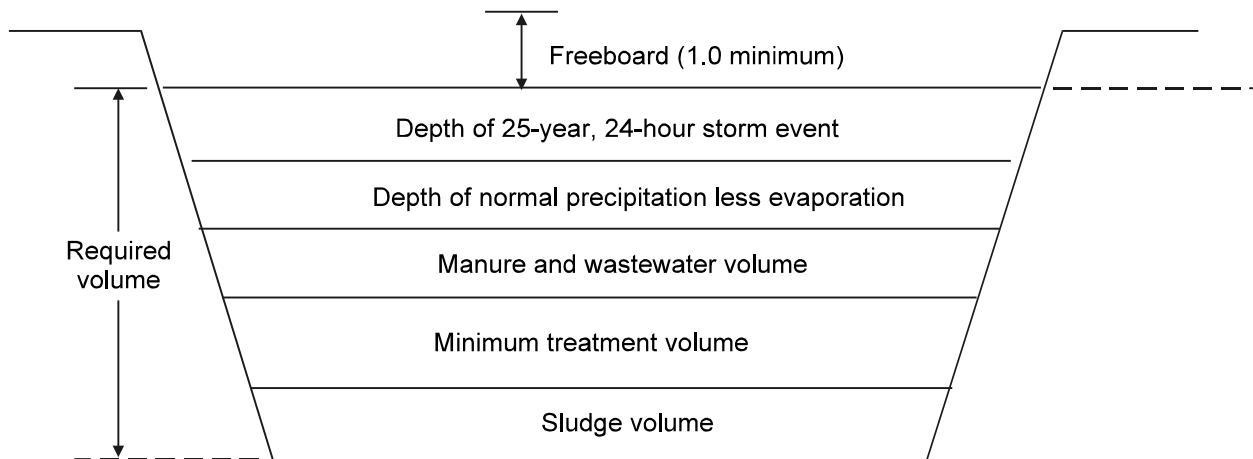 Freeboard (1.0 minimum)
Depth of 25-year, 24-hour storm event
Depth of normal precipitation less evaporation
Required
volume
Manure and wastewater volume
Minimum treatment volume
Sludge volume